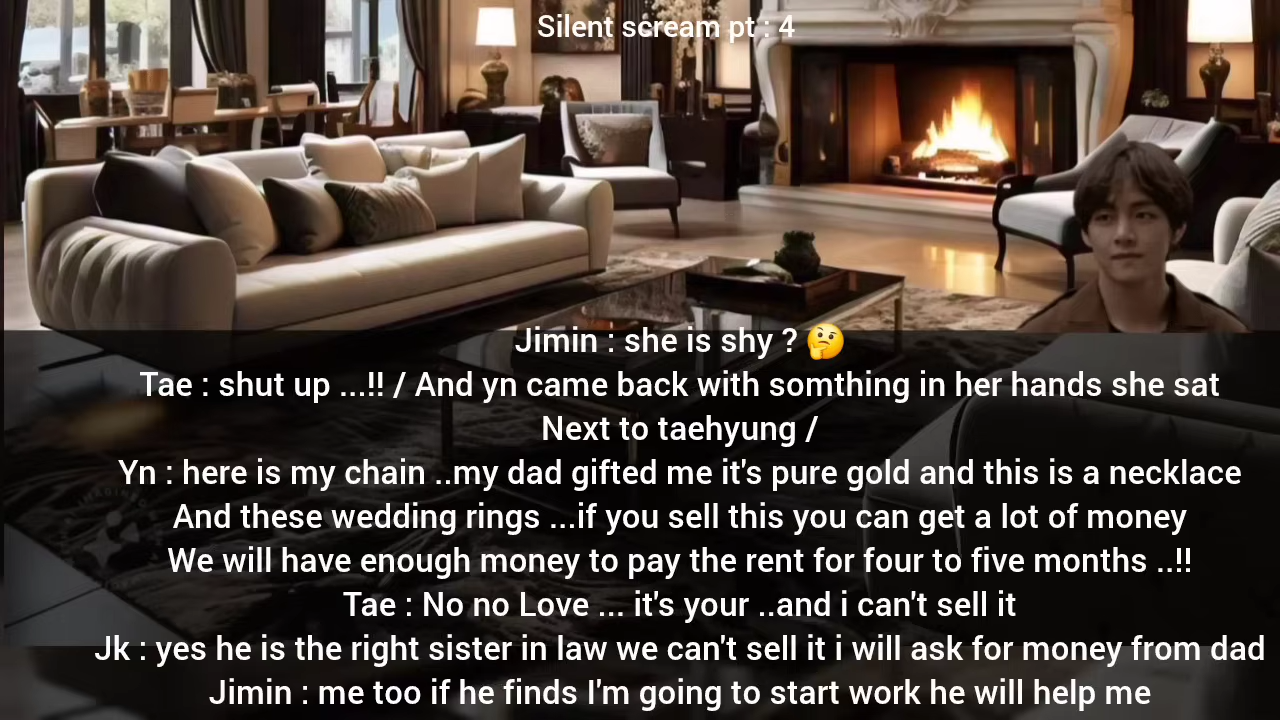 Silent scream pt : 4
Jimin : she is shy ? 🤔
Tae : shut up ...!! / And yn came back with somthing in her hands she sat
Next to taehyung /
Yn : here is my chain ..my dad gifted me it's pure gold and this is a necklace
And these wedding rings ...if you sell this you can get a lot of money
We will have enough money to pay the rent for four to five months ..!!
Tae : No no Love ... it's your ..and i can't sell it
Jk : yes he is the right sister in law we can't sell it i will ask for money from dad
Jimin : me too if he finds I'm going to start work he will help me